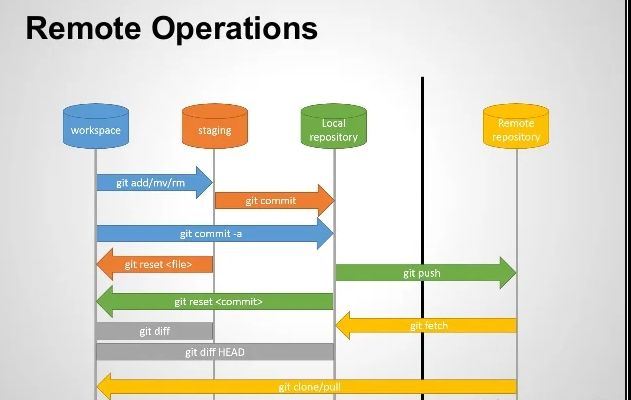 Remote Operations
workspace
staging
Local
repository
Remote
repository
git add/mv/rm
git commit
git commit -a
git reset <file>
git push
git reset <commit>
git fetch
git diff
git diff HEAD
git clone/pull